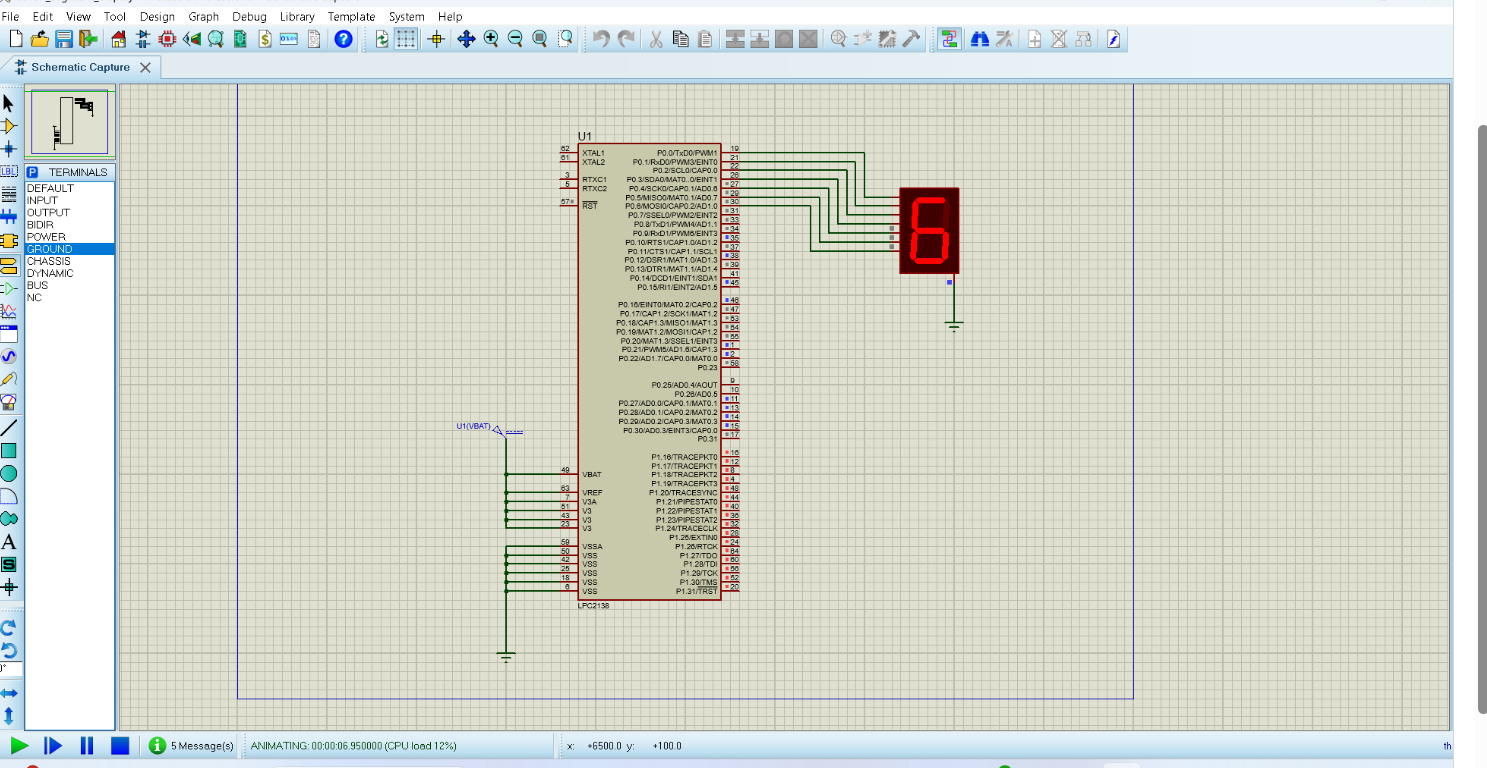 File Edit View Tool Design Graph Debug Library Template System Help
Schematic Capture
P TERMINALS
DEFAULT
INPUT
OUTPUT
BIDIR
POWER
GROUND
CHASSIS
DYNAMIC
BUS
NC
LBL
A
S
U1
62 XTAL1
61 XTAL2
3 RTXC1
5 RTXC2
57 RST
U1(VBAT)
49 VBAT
63 VREF
7 V3A
51 V3
43 V3
23 V3
59 VSSA
50 VSS
42 VSS
25 VSS
18 VSS
6 VSS
P0.0/TxD0/PWM1 19
P0.1/RxD0/PWM3/EINT0 21
P0.2/SCL0/CAP0.0 22
P0.3/SDA0/MAT0..0/EINT1 26
P0.4/SCK0/CAP0.1/AD0.6 27
P0.5/MISO0/MAT0.1/AD0.7 29
P0.6/MOSI0/CAP0.2/AD1.0 30
P0.7/SSEL0/PWM2/EINT2 31
P0.8/TxD1/PWM4/AD1.1 33
P0.9/RxD1/PWM6/EINT3 34
P0.10/RTS1/CAP1.0/AD1.2 35
P0.11/CTS1/CAP1.1/SCL1 37
P0.12/DSR1/MAT1.0/AD1.3 38
P0.13/DTR1/MAT1.1/AD1.4 39
P0.14/DCD1/EINT1/SDA1 41
P0.15/RI1/EINT2/AD1.5 45
P0.16/EINT0/MAT0.2/CAP0.2 46
P0.17/CAP1.2/SCK1/MAT1.2 47
P0.18/CAP1.3/MISO1/MAT1.3 53
P0.19/MAT1.2/MOSI1/CAP1.2 54
P0.20/MAT1.3/SSEL1/EINT3 55
P0.21/PWM5/AD1.6/CAP1.3 1
P0.22/AD1.7/CAP0.0/MAT0.0 2
P0.23 58
P0.25/AD0.4/AOUT 9
P0.26/AD0.5 10
P0.27/AD0.0/CAP0.1/MAT0.1 11
P0.28/AD0.1/CAP0.2/MAT0.2 13
P0.29/AD0.2/CAP0.3/MAT0.3 14
P0.30/AD0.3/EINT3/CAP0.0 15
P0.31 17
P1.16/TRACEPKT0 16
P1.17/TRACEPKT1 12
P1.18/TRACEPKT2 8
P1.19/TRACEPKT3 4
P1.20/TRACESYNC 48
P1.21/PIPESTAT0 44
P1.22/PIPESTAT1 40
P1.23/PIPESTAT2 36
P1.24/TRACECLK 32
P1.25/EXTIN0 28
P1.26/RTCK 24
P1.27/TDO 64
P1.28/TDI 60
P1.29/TCK 56
P1.30/TMS 52
P1.31/TRST 20
LPC2138
6
5 Message(s)
ANIMATING: 00:00:06.950000 (CPU load 12%)
x: +6500.0 y: +100.0
th